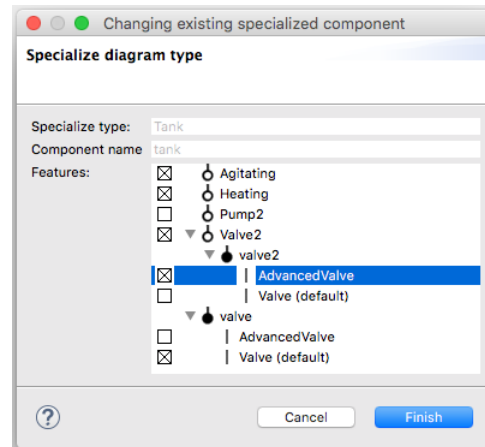 Changing existing specialized component
Specialize diagram type
Specialize type: Tank
Component name tank
Features:
Agitating
Heating
Pump2
Valve2
valve2
AdvancedValve
Valve (default)
valve
AdvancedValve
Valve (default)
? Cancel Finish